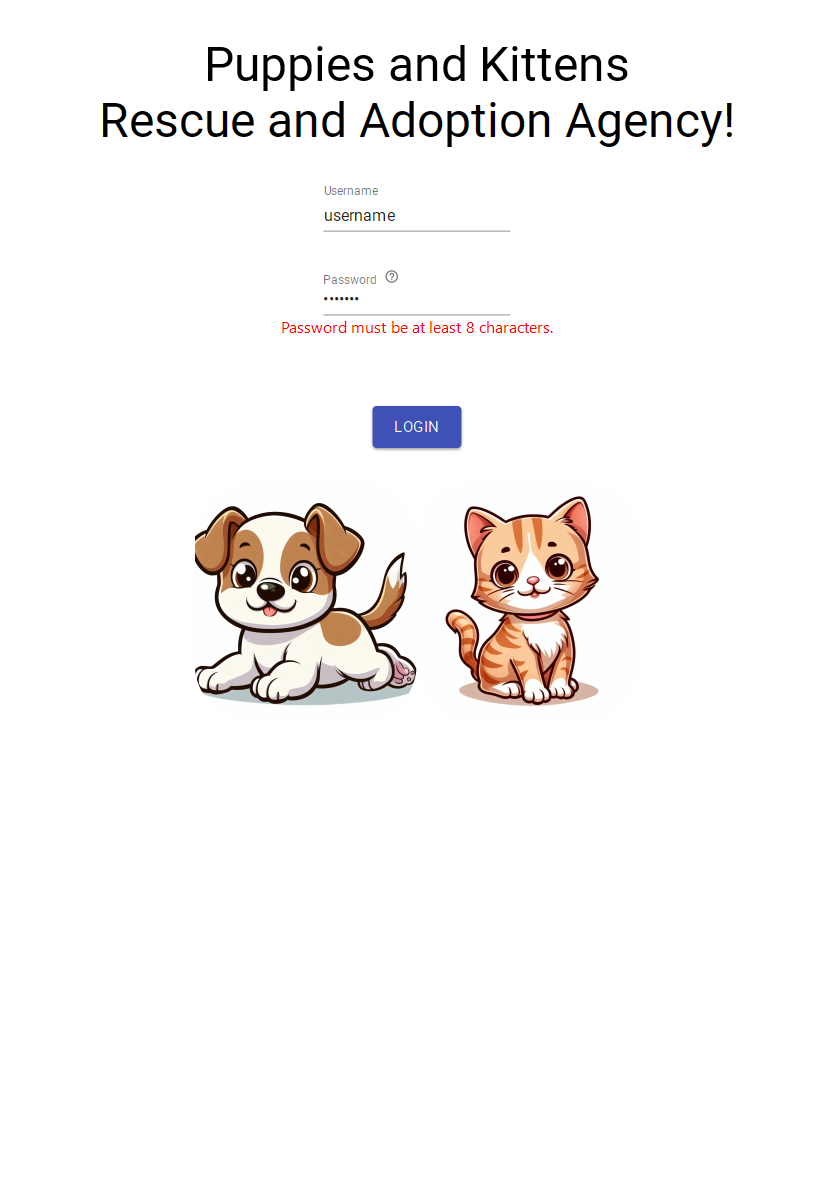 Puppies and Kittens
Rescue and Adoption Agency!
Username
username
Password
•••••••
Password must be at least 8 characters.
LOGIN